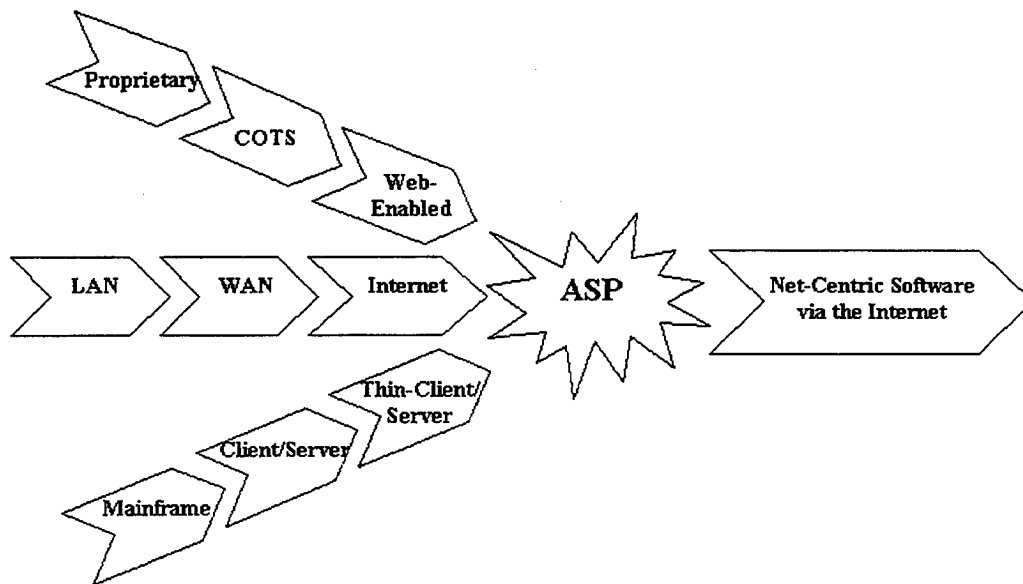 Proprietary
COTS
Web-
Enabled
LAN
WAN
Internet
ASP
Net-Centric Software
via the Internet
Thin-Client/
Server
Client/Server
Mainframe